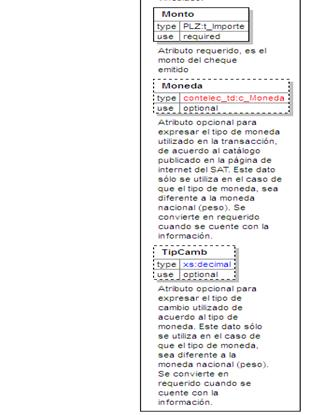 Monto
type PLZ:t_Importe
use required
Atributo requerido, es el
monto del cheque
emitido
Moneda
type contelec_td:c_Moneda
use optional
Atributo opcional para
expresar el tipo de moneda
utilizado en la transacción,
de acuerdo al catálogo
publicado en la página de
internet del SAT. Este dato
sólo se utiliza en el caso de
que el tipo de moneda, sea
diferente a la moneda
nacional (peso). Se
convierte en requerido
cuando se cuente con la
información.
TipCamb
type xs:decimal
use optional
Atributo opcional para
expresar el tipo de
cambio utilizado de
acuerdo al tipo de
moneda. Este dato sólo
se utiliza en el caso de
que el tipo de moneda,
sea diferente a la
moneda nacional (peso).
Se convierte en
requerido cuando se
cuente con la
información.